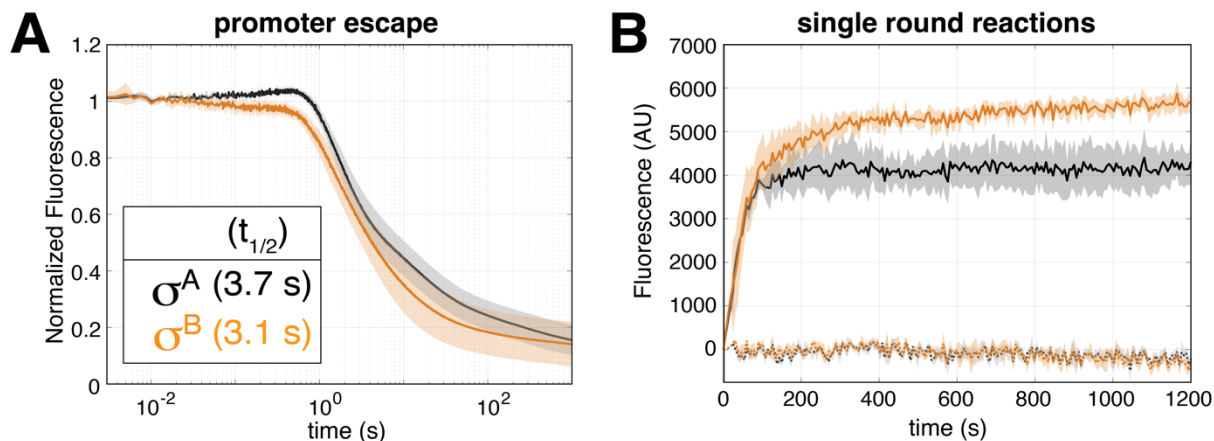 A
promoter escape
Normalized Fluorescence
1.2
1
0.8
0.6
0.4
0.2
0
(t1/2)
σA (3.7 s)
σB (3.1 s)
10-2
100
102
time (s)
B
single round reactions
Fluorescence (AU)
7000
6000
5000
4000
3000
2000
1000
0
0 200 400 600 800 1000 1200
time (s)